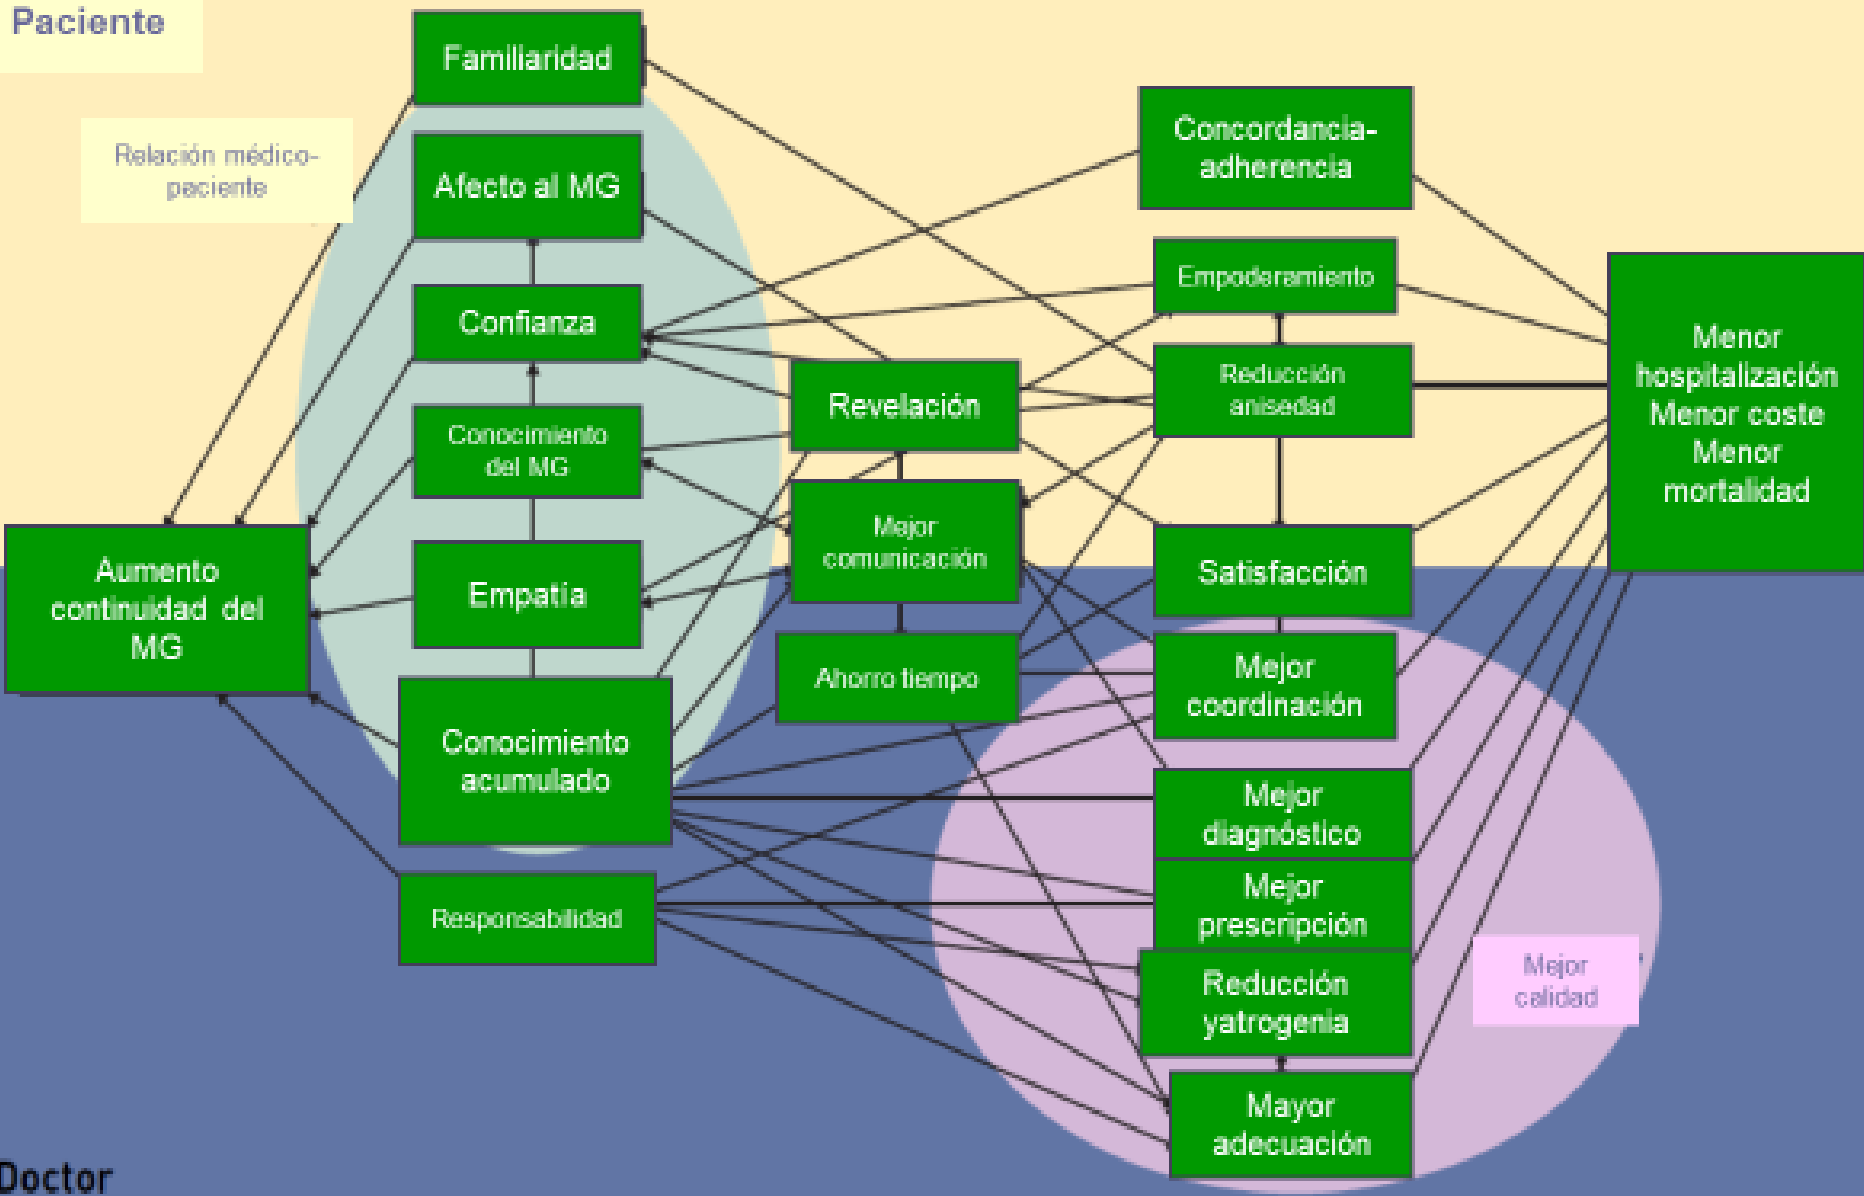 Paciente
Familiaridad
Relación médico-
paciente
Afecto al MG
Confianza
Conocimiento
del MG
Empatía
Conocimiento
acumulado
Responsabilidad
Aumento
continuidad del
MG
Revelación
Mejor
comunicación
Ahorro tiempo
Concordancia-
adherencia
Empoderamiento
Reducción
anisedad
Satisfacción
Mejor
coordinación
Mejor
diagnóstico
Mejor
prescripción
Reducción
yatrogenia
Mayor
adecuación
Menor
hospitalización
Menor coste
Menor
mortalidad
Mejor
calidad
Doctor